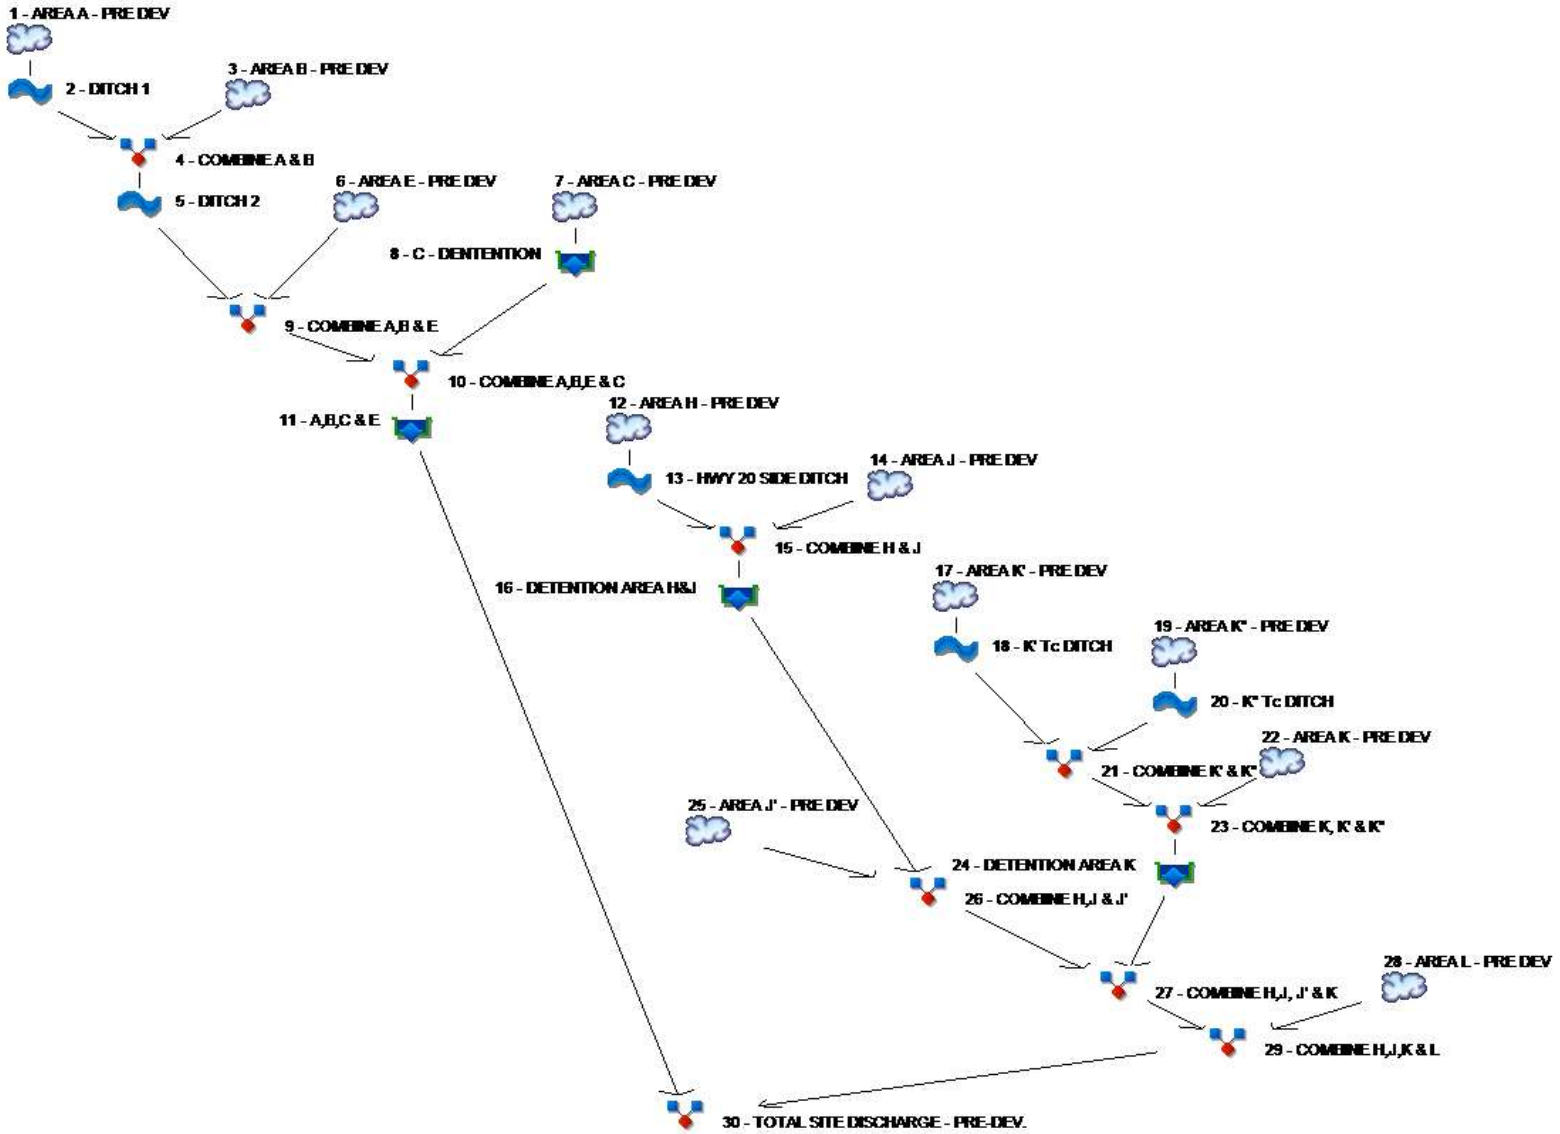 1 - AREA A - PRE DEV
2 - DITCH 1
3 - AREA B - PRE DEV
4 - COMBINE A & B
5 - DITCH 2
6 - AREA E - PRE DEV
7 - AREA C - PRE DEV
8 - C - DENTENTION
9 - COMBINE A,B & E
10 - COMBINE A,B,E & C
11 - A,B,C & E
12 - AREA H - PRE DEV
13 - HWY 20 SIDE DITCH
14 - AREA J - PRE DEV
15 - COMBINE H & J
16 - DETENTION AREA H&J
17 - AREA K' - PRE DEV
18 - K' Tc DITCH
19 - AREA K" - PRE DEV
20 - K" Tc DITCH
21 - COMBINE K' & K"
22 - AREA K - PRE DEV
23 - COMBINE K, K' & K"
24 - DETENTION AREA K
25 - AREA J' - PRE DEV
26 - COMBINE H,J & J'
27 - COMBINE H,J, J' & K
28 - AREA L - PRE DEV
29 - COMBINE H,J,K & L
30 - TOTAL SITE DISCHARGE - PRE-DEV.